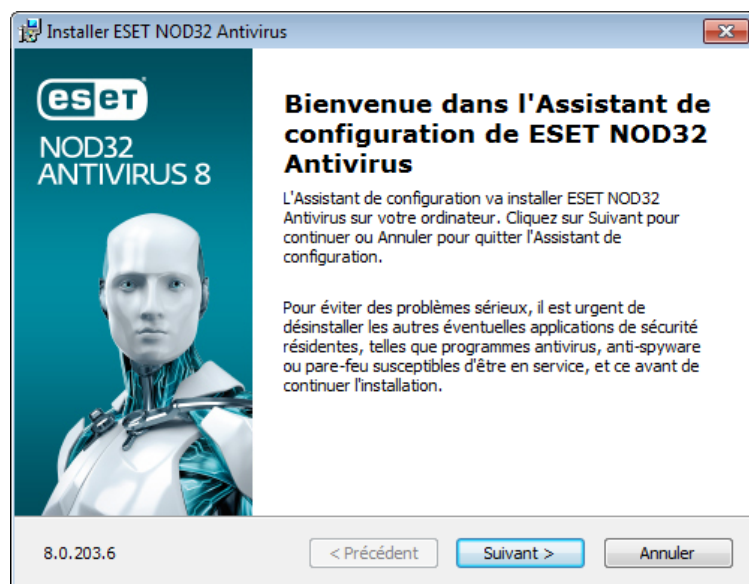 Installer ESET NOD32 Antivirus
eset
NOD32
ANTIVIRUS 8
Bienvenue dans l'Assistant de
configuration de ESET NOD32
Antivirus
L'Assistant de configuration va installer ESET NOD32
Antivirus sur votre ordinateur. Cliquez sur Suivant pour
continuer ou Annuler pour quitter l'Assistant de
configuration.
Pour éviter des problèmes sérieux, il est urgent de
désinstaller les autres éventuelles applications de sécurité
résidentes, telles que programmes antivirus, anti-spyware
ou pare-feu susceptibles d'être en service, et ce avant de
continuer l'installation.
8.0.203.6
< Précédent
Suivant >
Annuler